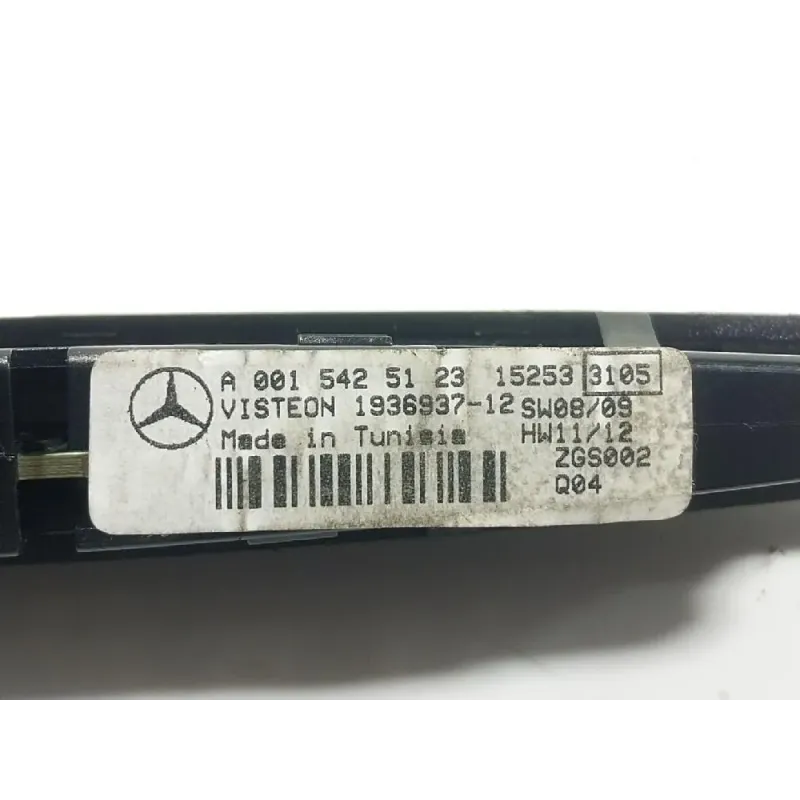 A 001 542 51 23 15253 3105
VISTEON 1936937-12 SW08/09
Made in Tunisia HW11/12
ZGS002
Q04